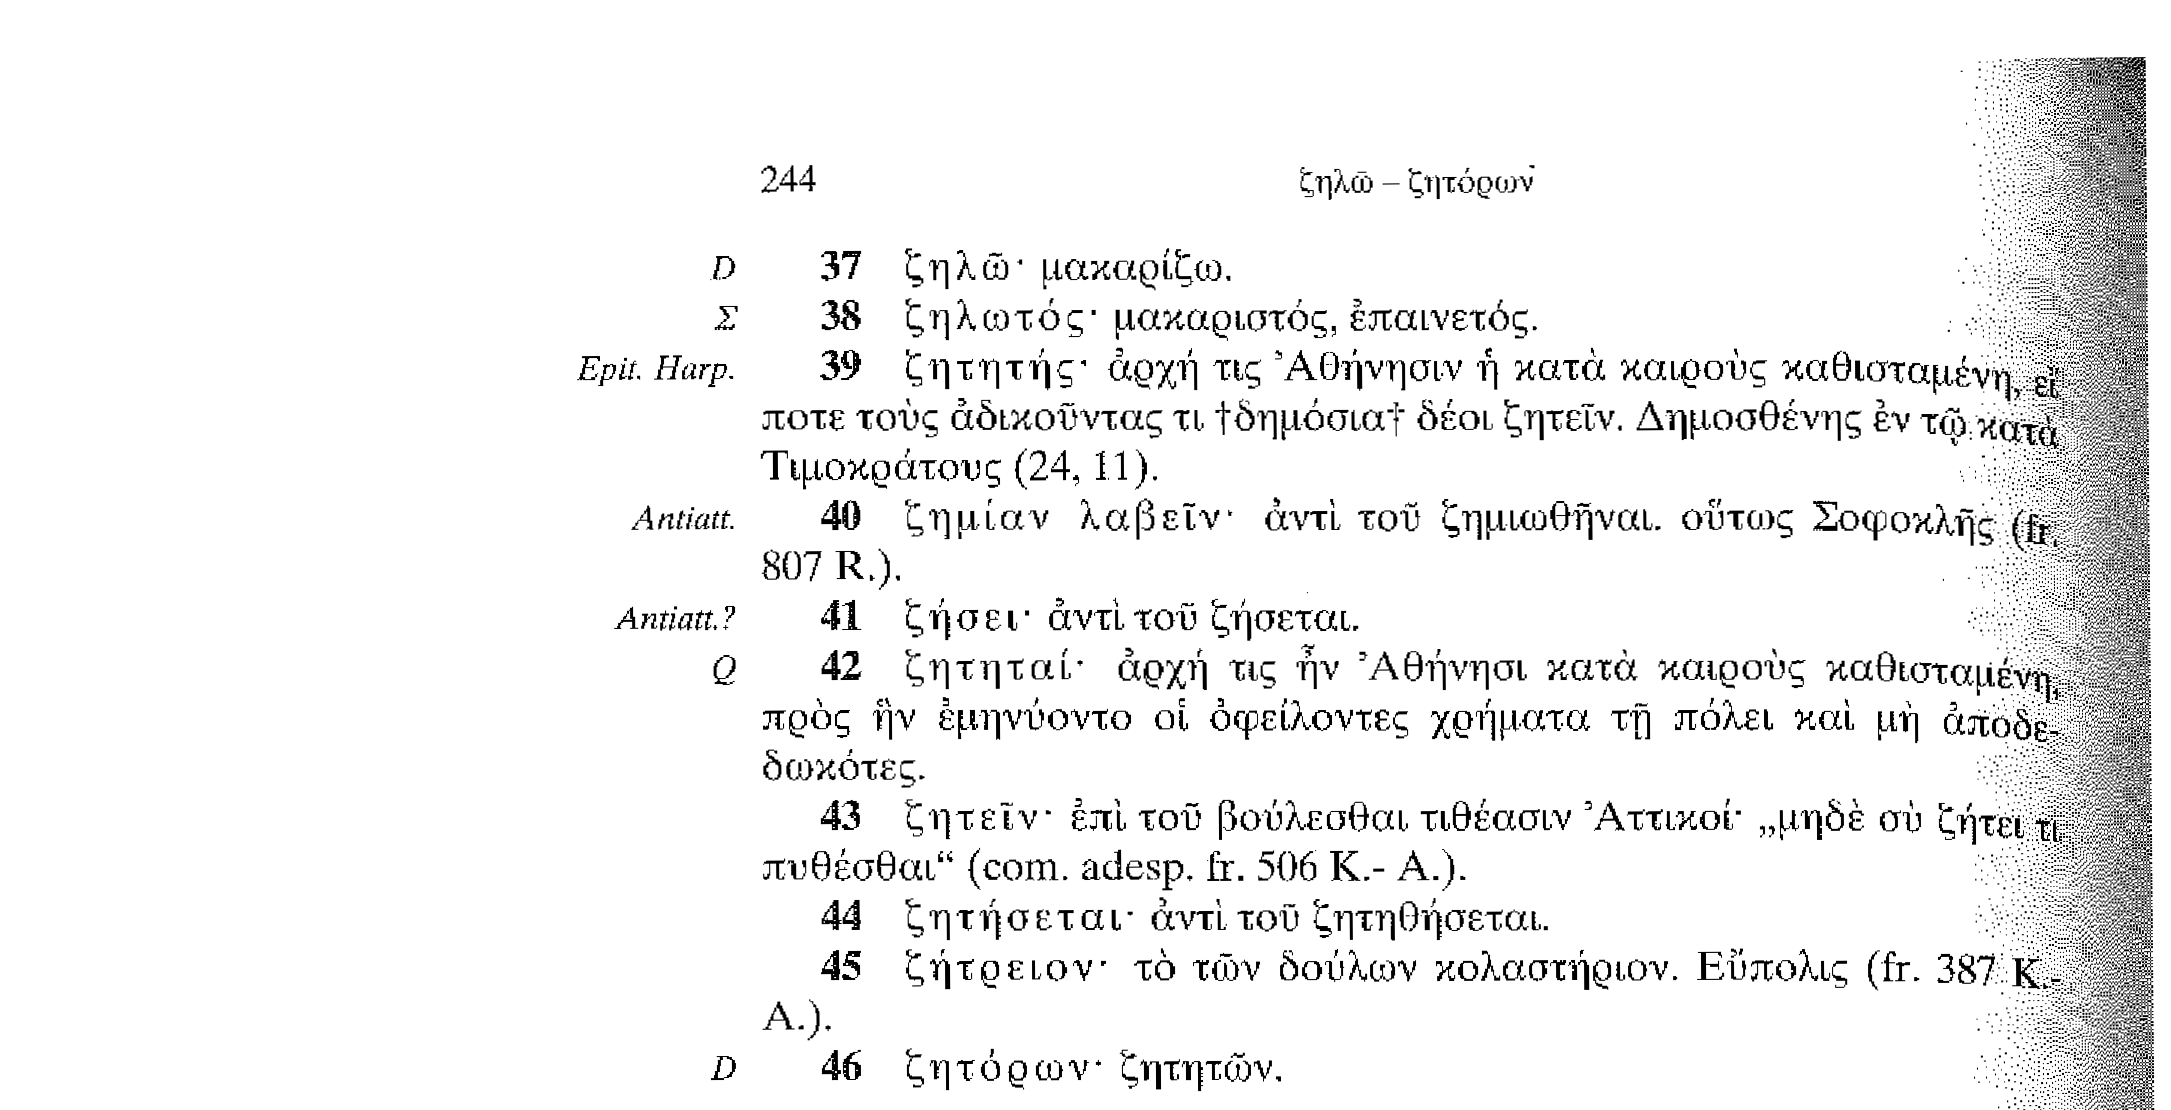 244 ζηλῶ – ζητόρων
D 37 ζηλῶ· μακαρίζω.
Σ 38 ζηλωτός· μακαριστός, ἐπαινετός.
Epit. Harp. 39 ζητητής· ἀρχή τις Ἀθήνησιν ἡ κατὰ καιροὺς καθισταμένη, εἴ
ποτε τοὺς ἀδικοῦντας τι †δημόσια† δέοι ζητεῖν. Δημοσθένης ἐν τῷ κατὰ
Τιμοκράτους (24, 11).
Antiatt. 40 ζημίαν λαβεῖν· ἀντὶ τοῦ ζημιωθῆναι. οὕτως Σοφοκλῆς (fr.
807 R.).
Antiatt.? 41 ζήσει· ἀντὶ τοῦ ζήσεται.
Q 42 ζητηταί· ἀρχή τις ἦν Ἀθήνησι κατὰ καιροὺς καθισταμένη,
πρὸς ἣν ἐμηνύοντο οἱ ὀφείλοντες χρήματα τῇ πόλει καὶ μὴ ἀποδε-
δωκότες.
43 ζητεῖν· ἐπὶ τοῦ βούλεσθαι τιθέασιν Ἀττικοί· „μηδὲ σὺ ζήτει τι
πυθέσθαι“ (com. adesp. fr. 506 K.- A.).
44 ζητήσεται· ἀντὶ τοῦ ζητηθήσεται.
45 ζήτρειον· τὸ τῶν δούλων κολαστήριον. Εὔπολις (fr. 387 K.-
A.).
D 46 ζητόρων· ζητητῶν.